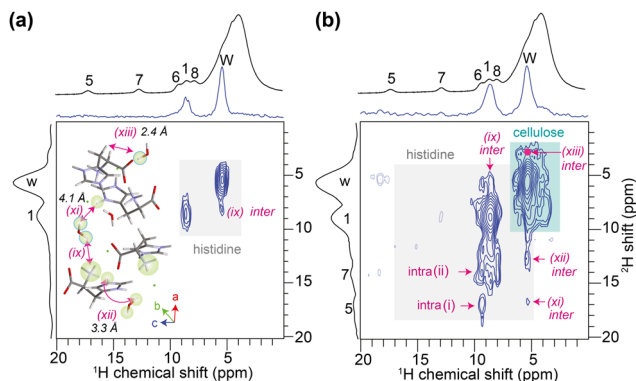 (a)
5
7
6
1
8
W
W
1
(xiii) 2.4 Å
4.1 Å
(xi)
(ix)
(xii)
3.3 Å
b
a
c
(ix) inter
histidine
5
10
15
20
20
15
10
5
¹H chemical shift (ppm)
(b)
5
7
6
1
8
W
W
1
7
5
histidine
(ix)
inter
cellulose
(xiii)
inter
intra (ii)
intra (i)
(xii)
inter
(xi)
inter
5
10
15
20
²H shift (ppm)
20
15
10
5
¹H chemical shift (ppm)